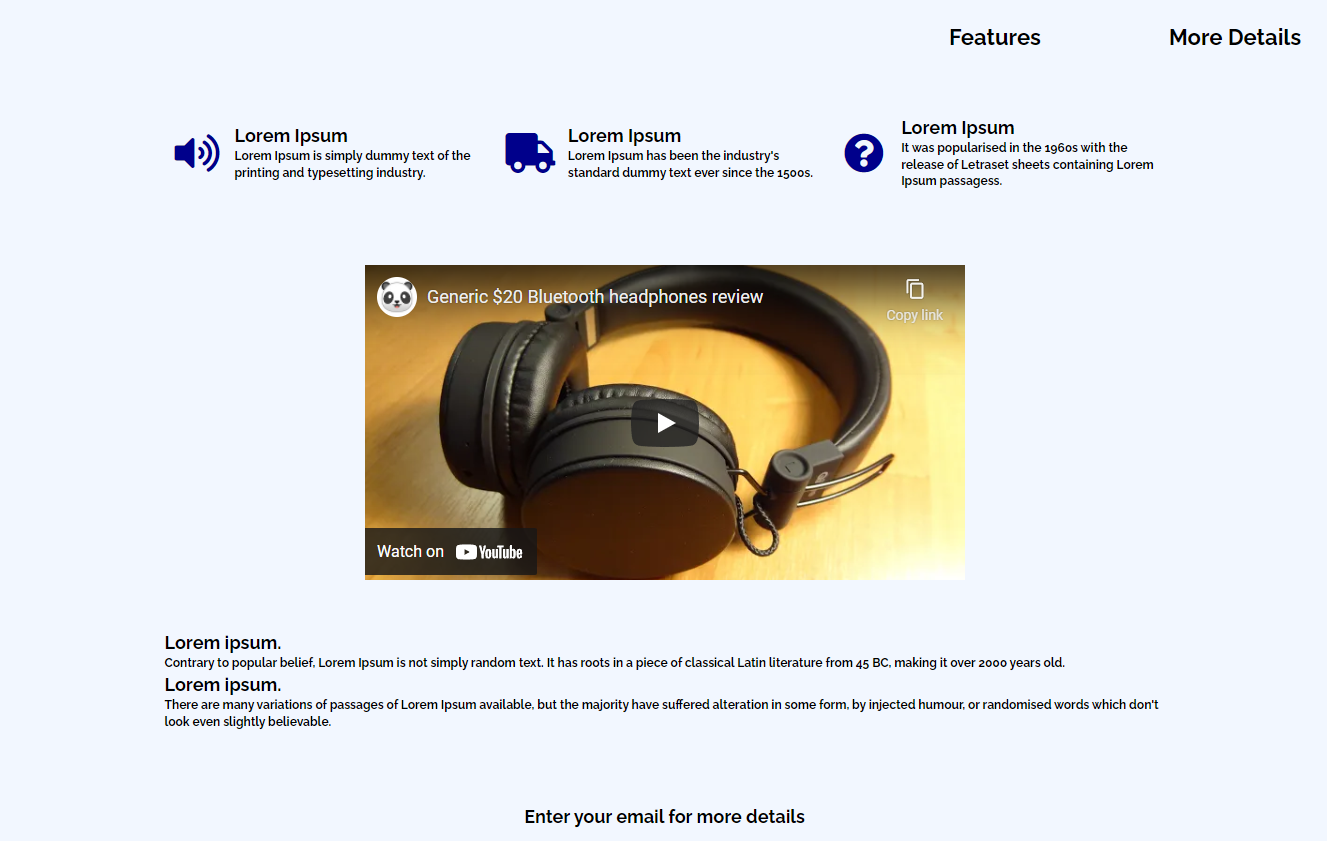 Features
More Details
Lorem Ipsum
Lorem Ipsum is simply dummy text of the
printing and typesetting industry.
Lorem Ipsum
Lorem Ipsum has been the industry's
standard dummy text ever since the 1500s.
Lorem Ipsum
It was popularised in the 1960s with the
release of Letraset sheets containing Lorem
Ipsum passagess.
Generic $20 Bluetooth headphones review
Copy link
Watch on YouTube
Lorem ipsum.
Contrary to popular belief, Lorem Ipsum is not simply random text. It has roots in a piece of classical Latin literature from 45 BC, making it over 2000 years old.
Lorem ipsum.
There are many variations of passages of Lorem Ipsum available, but the majority have suffered alteration in some form, by injected humour, or randomised words which don't
look even slightly believable.
Enter your email for more details